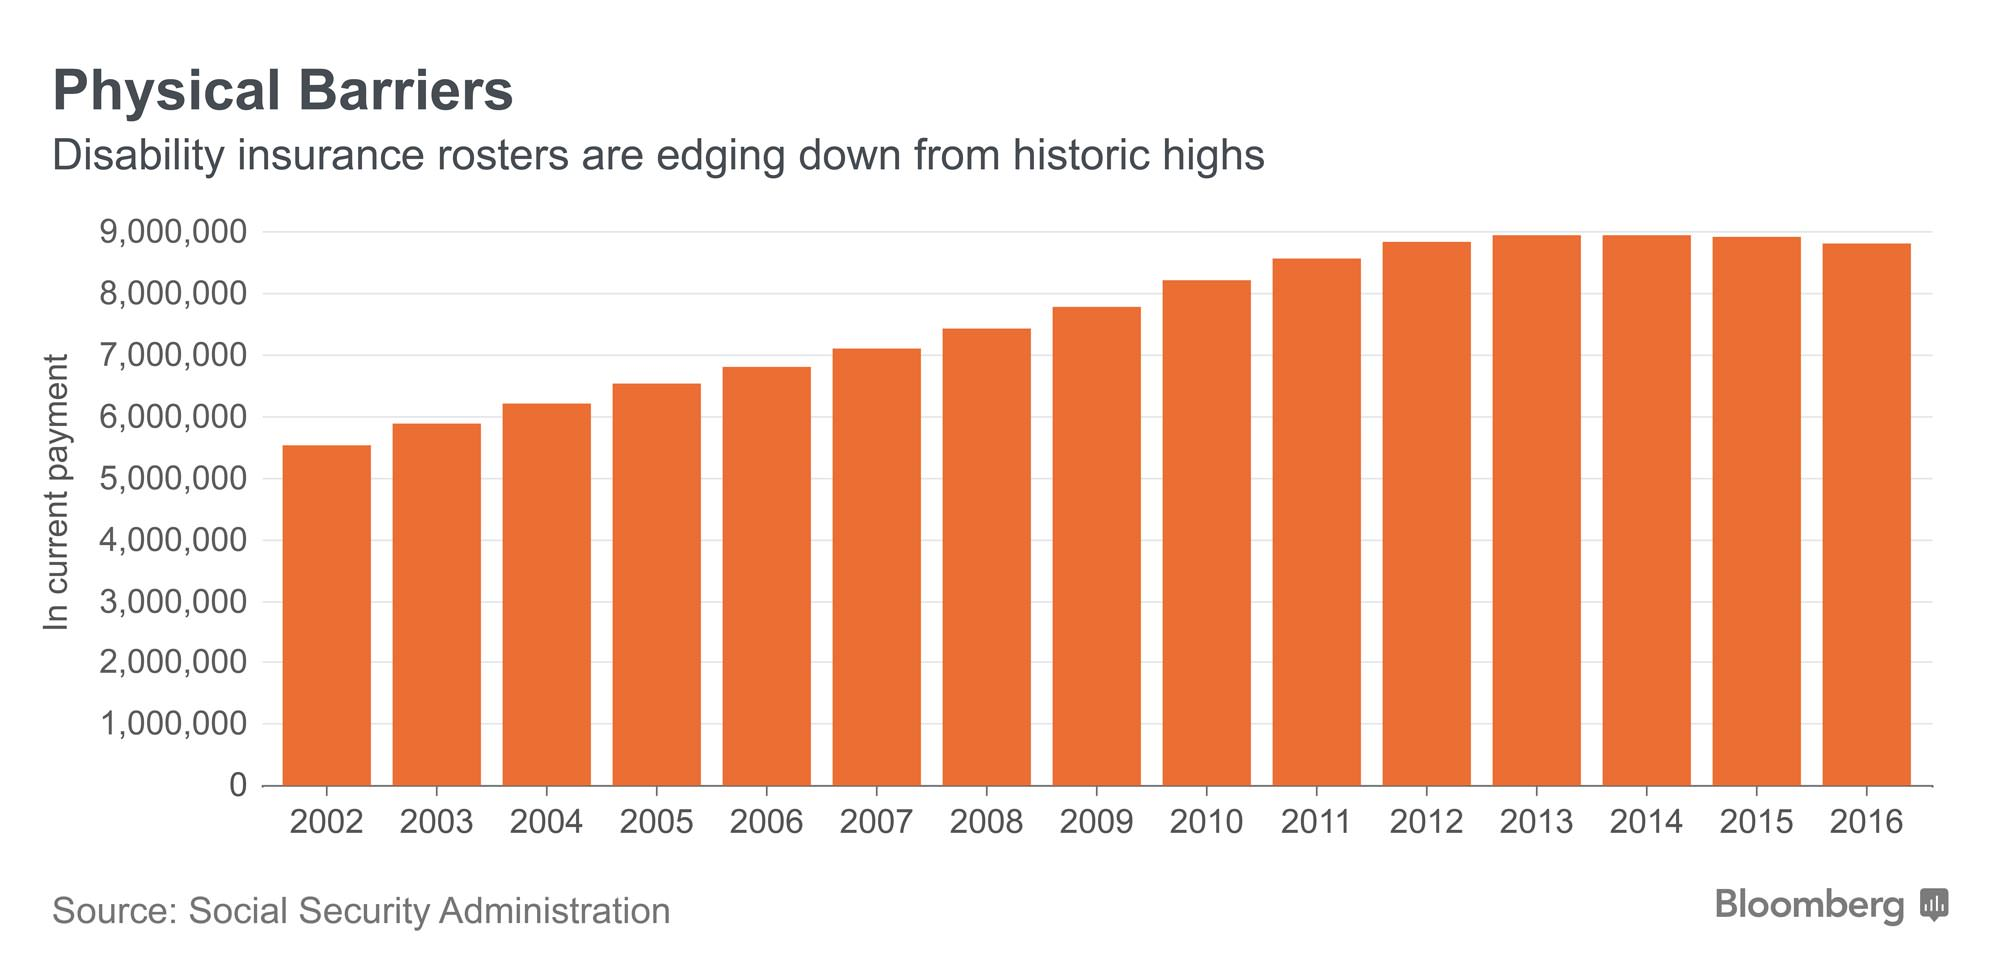 Physical Barriers
Disability insurance rosters are edging down from historic highs
In current payment
9,000,000
8,000,000
7,000,000
6,000,000
5,000,000
4,000,000
3,000,000
2,000,000
1,000,000
0
2002 2003 2004 2005 2006 2007 2008 2009 2010 2011 2012 2013 2014 2015 2016
Source: Social Security Administration
Bloomberg